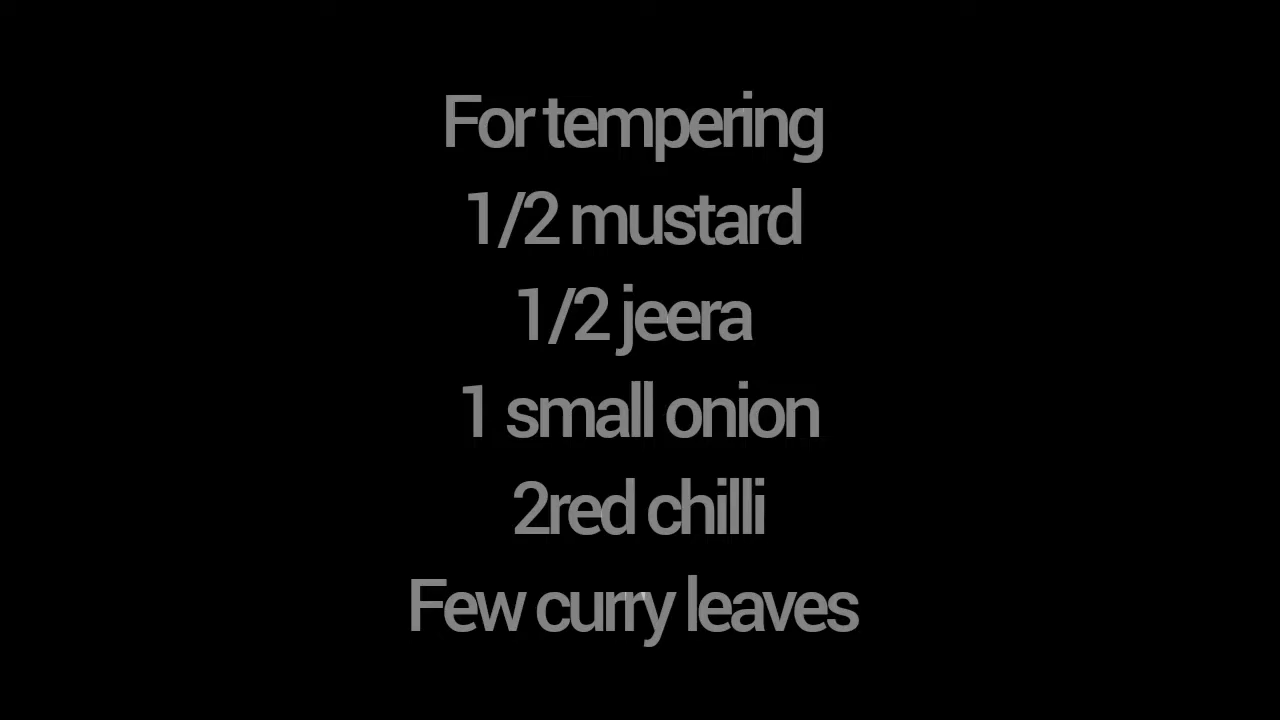 For tempering
1/2 mustard
1/2 jeera
1 small onion
2red chilli
Few curry leaves